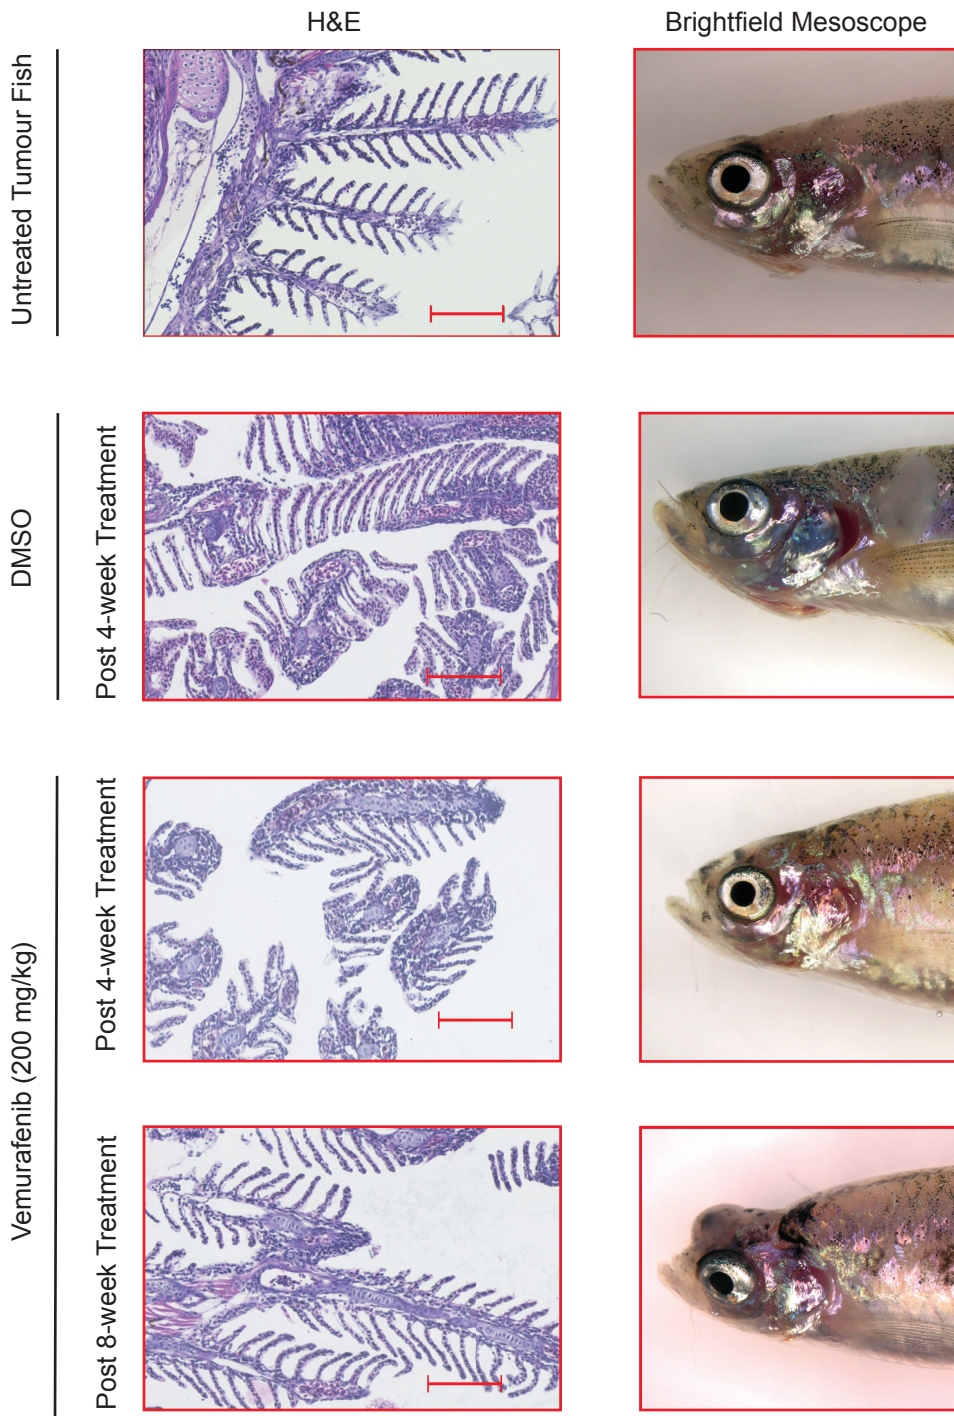 H&E
Brightfield Mesoscope
Untreated Tumour Fish
DMSO
Post 4-week Treatment
Vemurafenib (200 mg/kg)
Post 4-week Treatment
Post 8-week Treatment